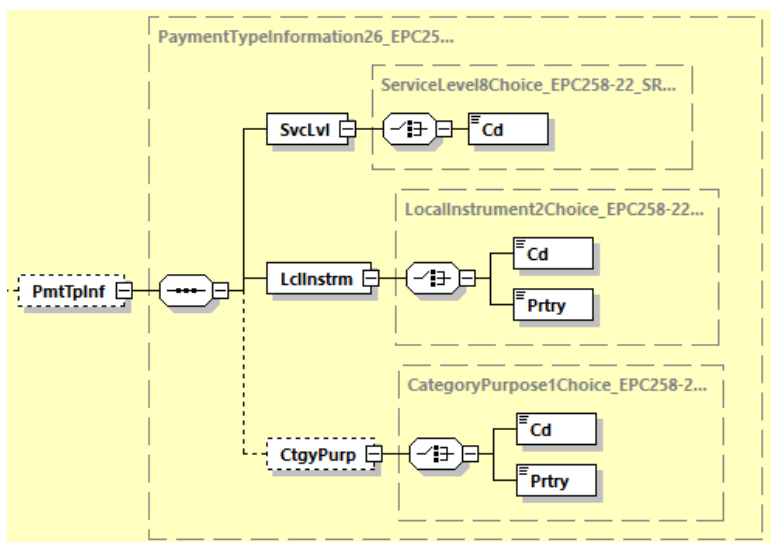 PaymentTypeInformation26_EPC25...
ServiceLevel8Choice_EPC258-22_SR...
SvcLvl
Cd
LocalInstrument2Choice_EPC258-22...
Cd
LclInstrm
PmtTpInf
Prtry
CategoryPurpose1Choice_EPC258-2...
Cd
CtgyPurp
Prtry